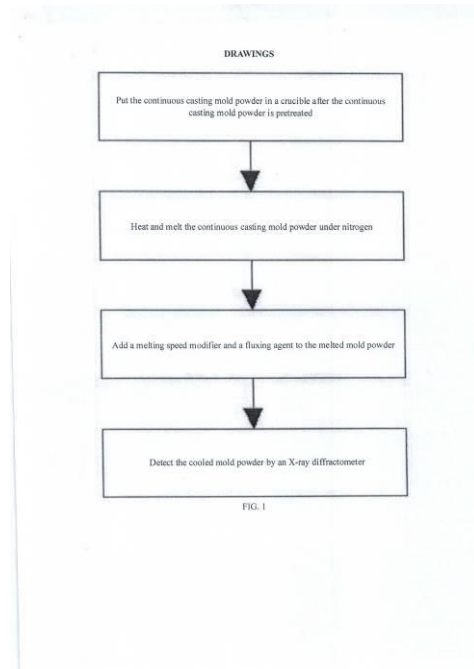 DRAWINGS
Put the continuous casting mold powder in a crucible after the continuous
casting mold powder is pretreated
Heat and melt the continuous casting mold powder under nitrogen
Add a melting speed modifier and a fluxing agent to the melted mold powder
Detect the cooled mold powder by an X-ray diffractometer
FIG. 1